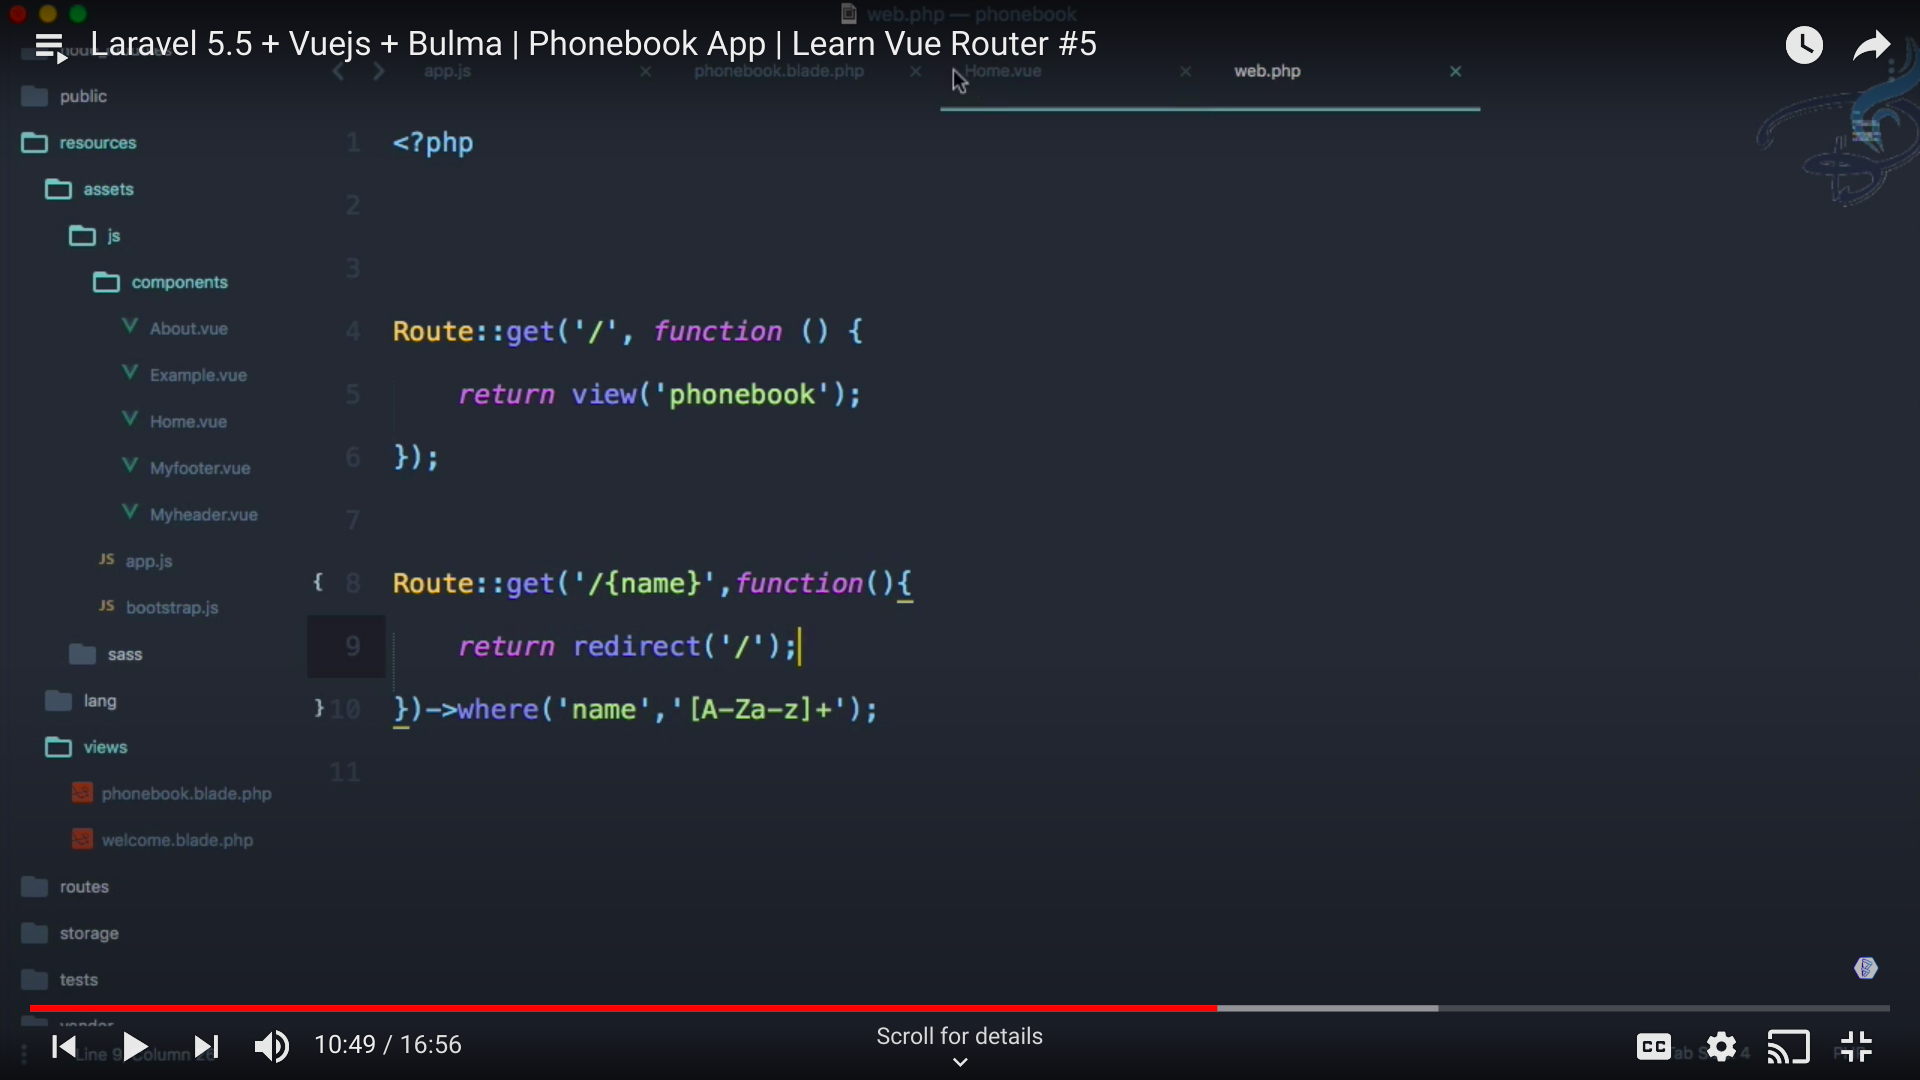 web.php — phonebook
Laravel 5.5 + Vuejs + Bulma | Phonebook App | Learn Vue Router #5
app.js
phonebook.blade.php
Home.vue
web.php
public
resources
assets
js
components
About.vue
Example.vue
Home.vue
Myfooter.vue
Myheader.vue
JS app.js
JS bootstrap.js
sass
lang
views
phonebook.blade.php
welcome.blade.php
routes
storage
tests
vendor
1 <?php
2
3
4 Route::get('/', function () {
5 return view('phonebook');
6 });
7
{ 8 Route::get('/{name}',function(){
9 return redirect('/');
} 10 })->where('name','[A-Za-z]+');
11
10:49 / 16:56
Scroll for details
CC